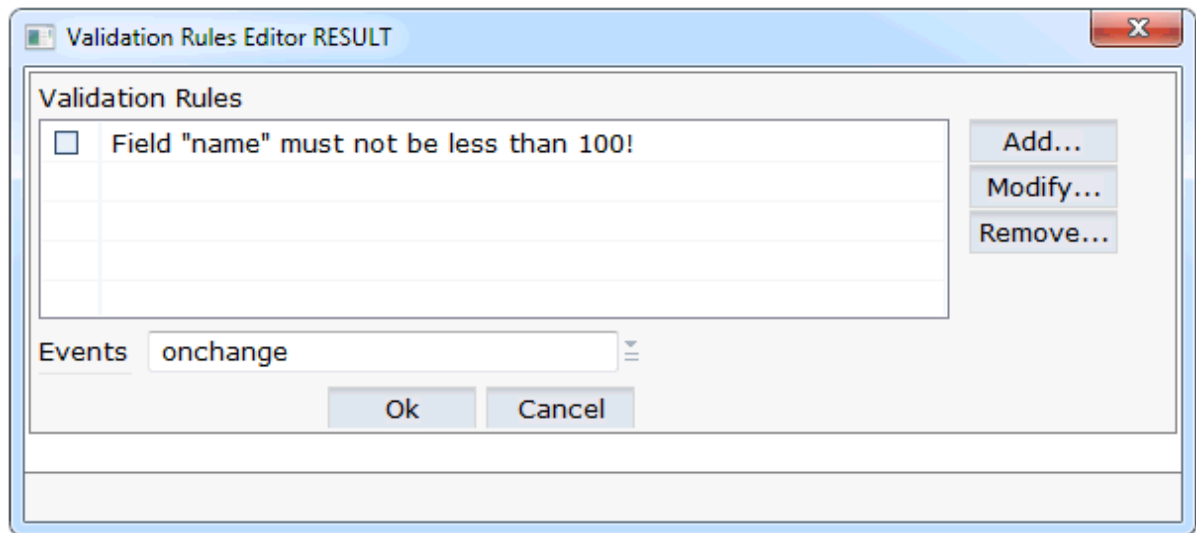 Validation Rules Editor RESULT
Validation Rules
Field "name" must not be less than 100!
Add...
Modify...
Remove...
Events onchange
Ok Cancel